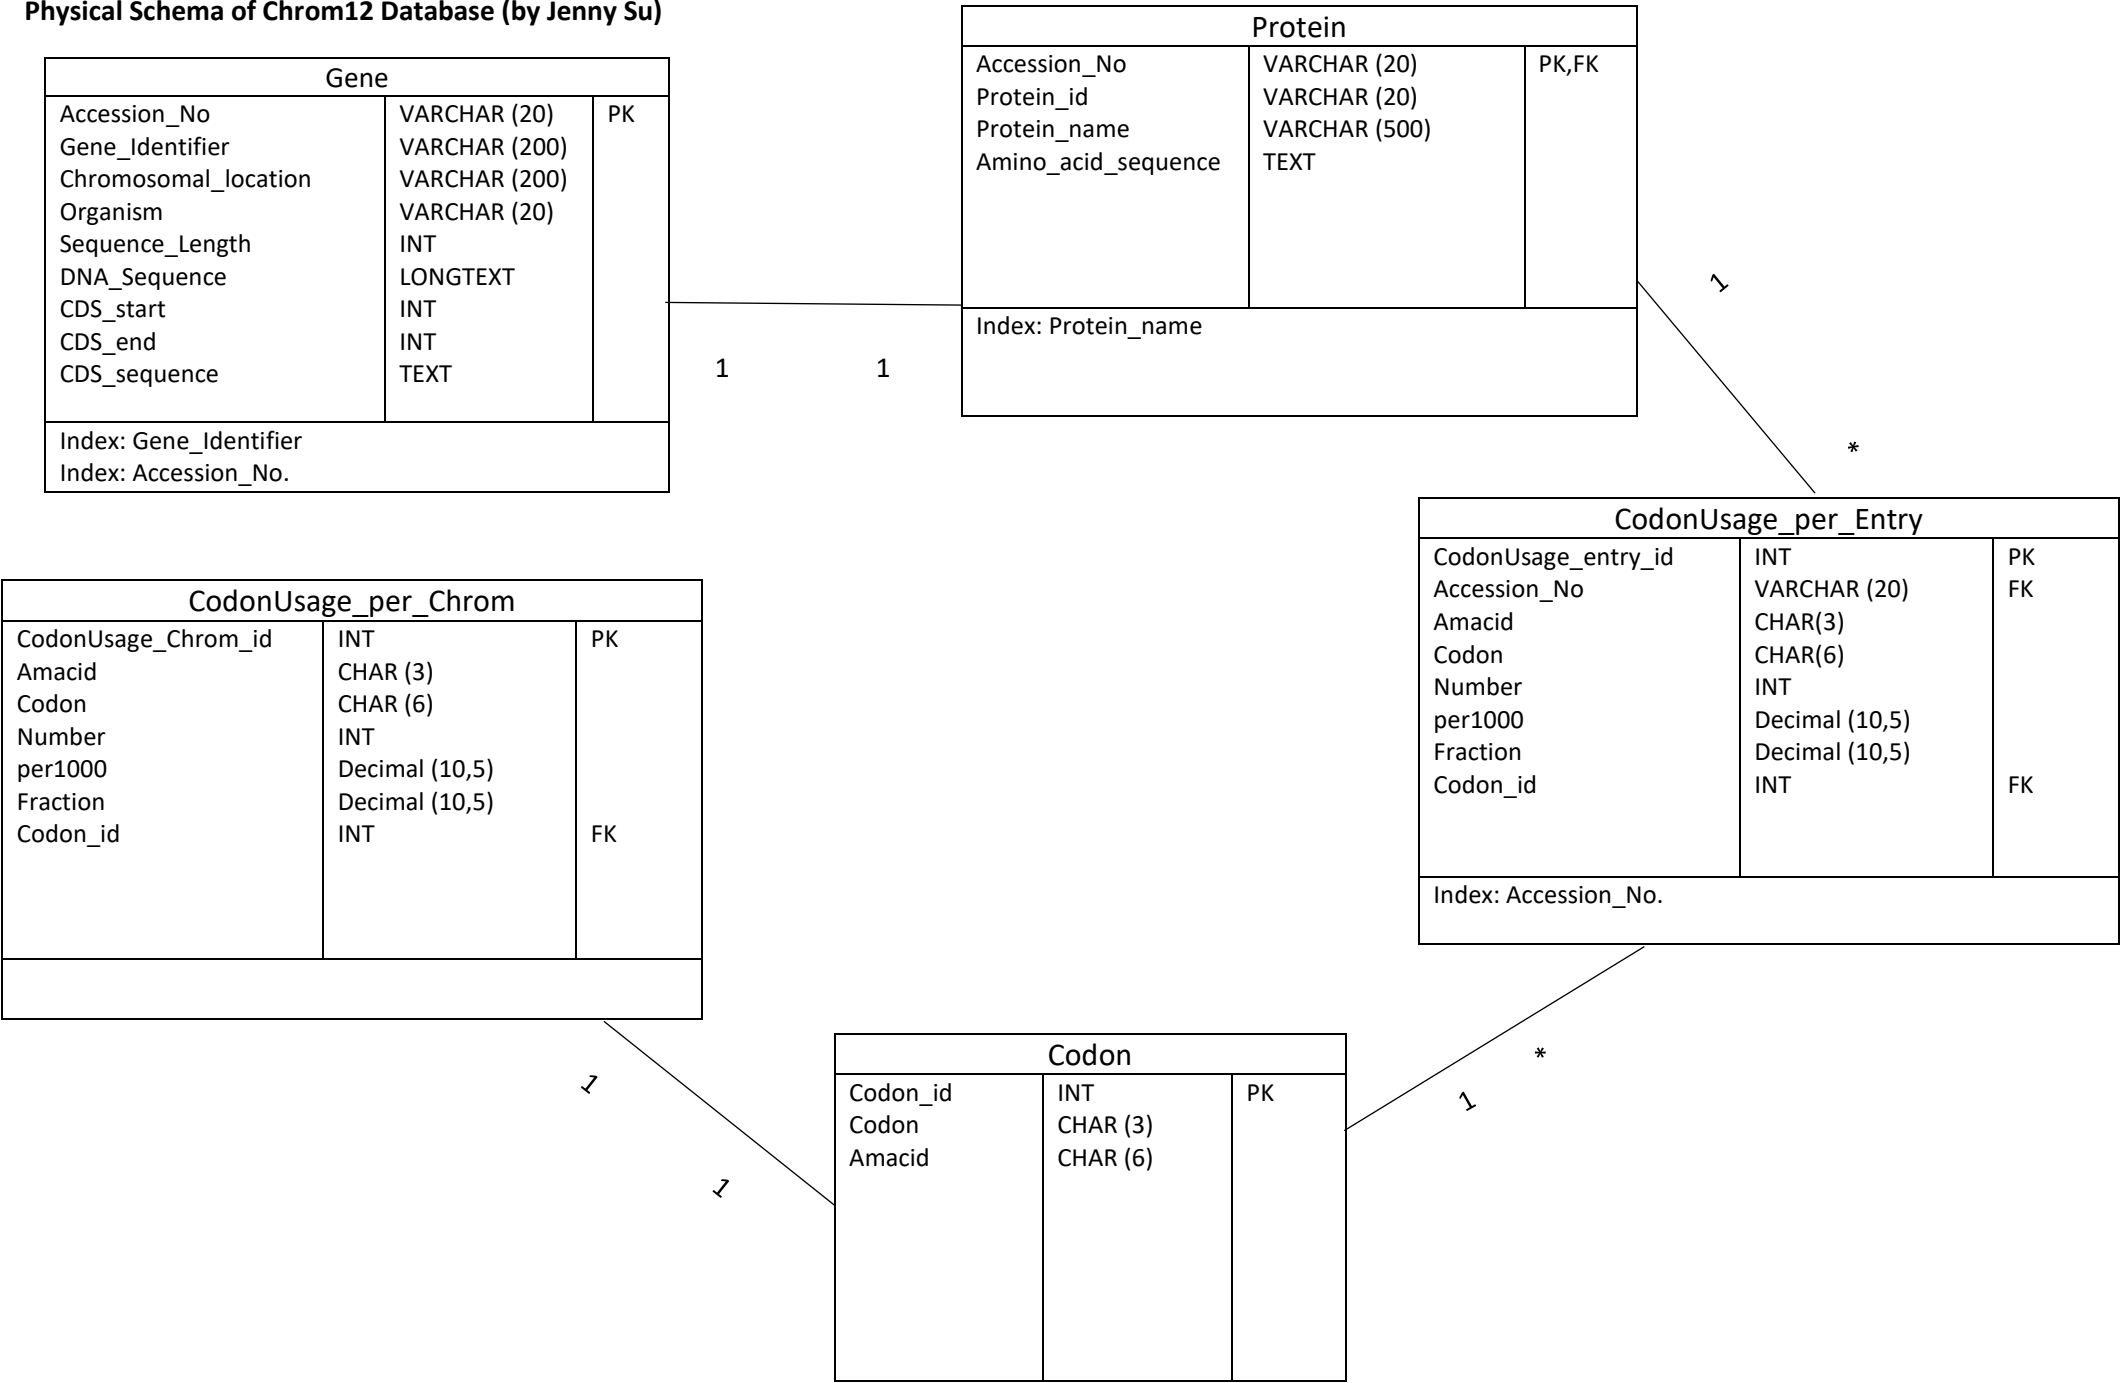 Physical Schema of Chrom12 Database (by Jenny Su)
Gene
Accession_No VARCHAR (20) PK
Gene_Identifier VARCHAR (200)
Chromosomal_location VARCHAR (200)
Organism VARCHAR (20)
Sequence_Length INT
DNA_Sequence LONGTEXT
CDS_start INT
CDS_end INT
CDS_sequence TEXT
Index: Gene_Identifier
Index: Accession_No.
1 1
Protein
Accession_No VARCHAR (20) PK,FK
Protein_id VARCHAR (20)
Protein_name VARCHAR (500)
Amino_acid_sequence TEXT
Index: Protein_name
1
*
CodonUsage_per_Entry
CodonUsage_entry_id INT PK
Accession_No VARCHAR (20) FK
Amacid CHAR(3)
Codon CHAR(6)
Number INT
per1000 Decimal (10,5)
Fraction Decimal (10,5)
Codon_id INT FK
Index: Accession_No.
CodonUsage_per_Chrom
CodonUsage_Chrom_id INT PK
Amacid CHAR (3)
Codon CHAR (6)
Number INT
per1000 Decimal (10,5)
Fraction Decimal (10,5)
Codon_id INT FK
1
1
*
1
Codon
Codon_id INT PK
Codon CHAR (3)
Amacid CHAR (6)